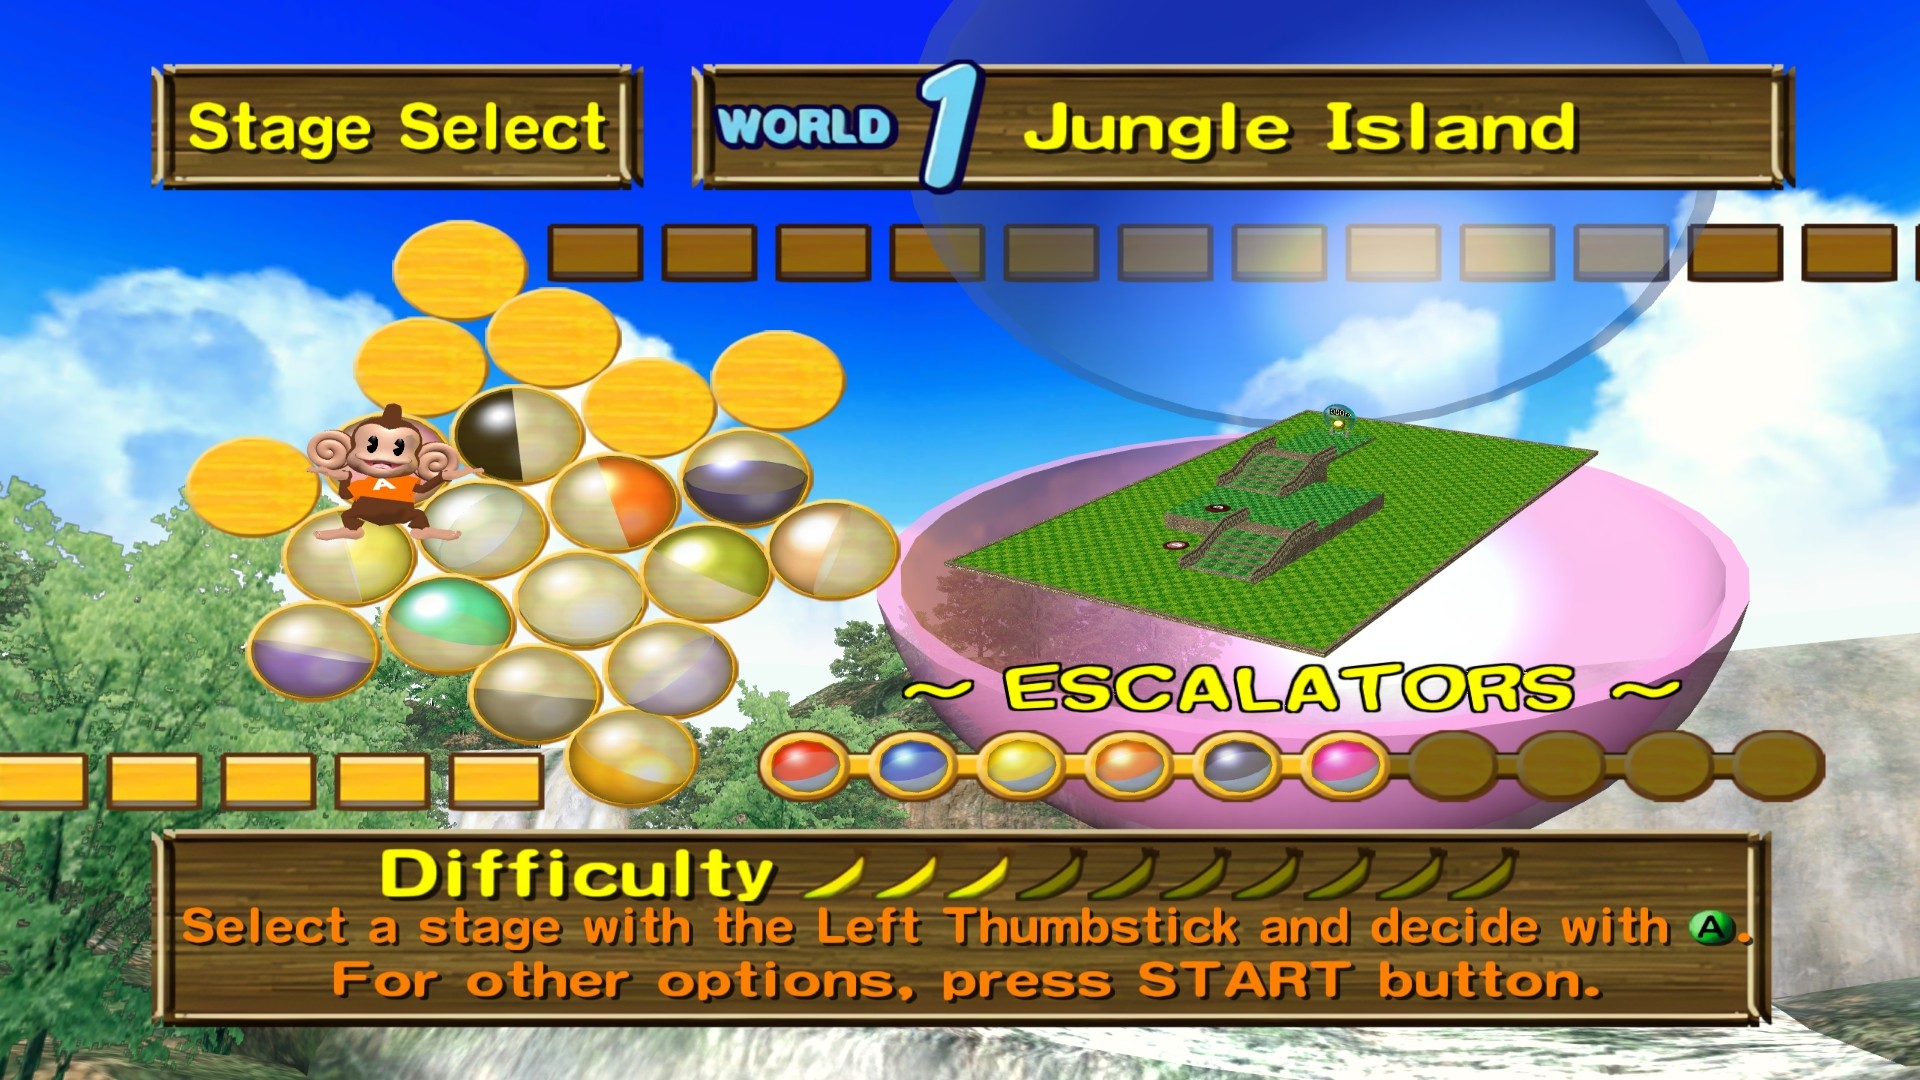 Stage Select
WORLD 1 Jungle Island
A
~ ESCALATORS ~
Difficulty
Select a stage with the Left Thumbstick and decide with A.
For other options, press START button.